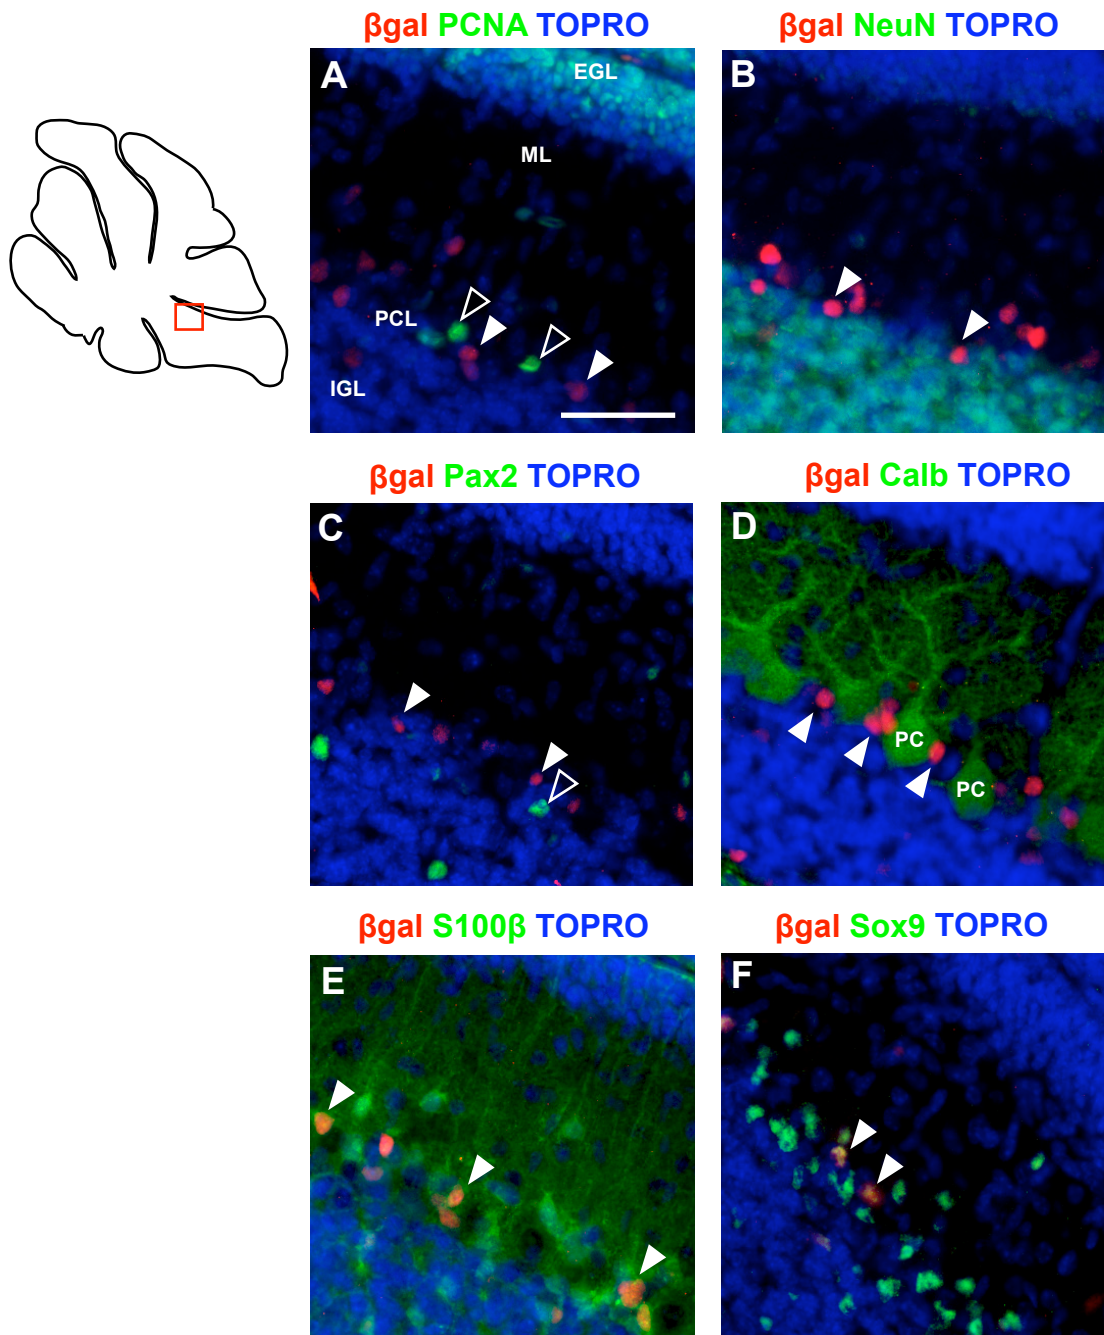 βgal PCNA TOPRO
βgal NeuN TOPRO
A
EGL
ML
PCL
IGL
B
βgal Pax2 TOPRO
βgal Calb TOPRO
C
D
PC
PC
βgal S100β TOPRO
βgal Sox9 TOPRO
E
F